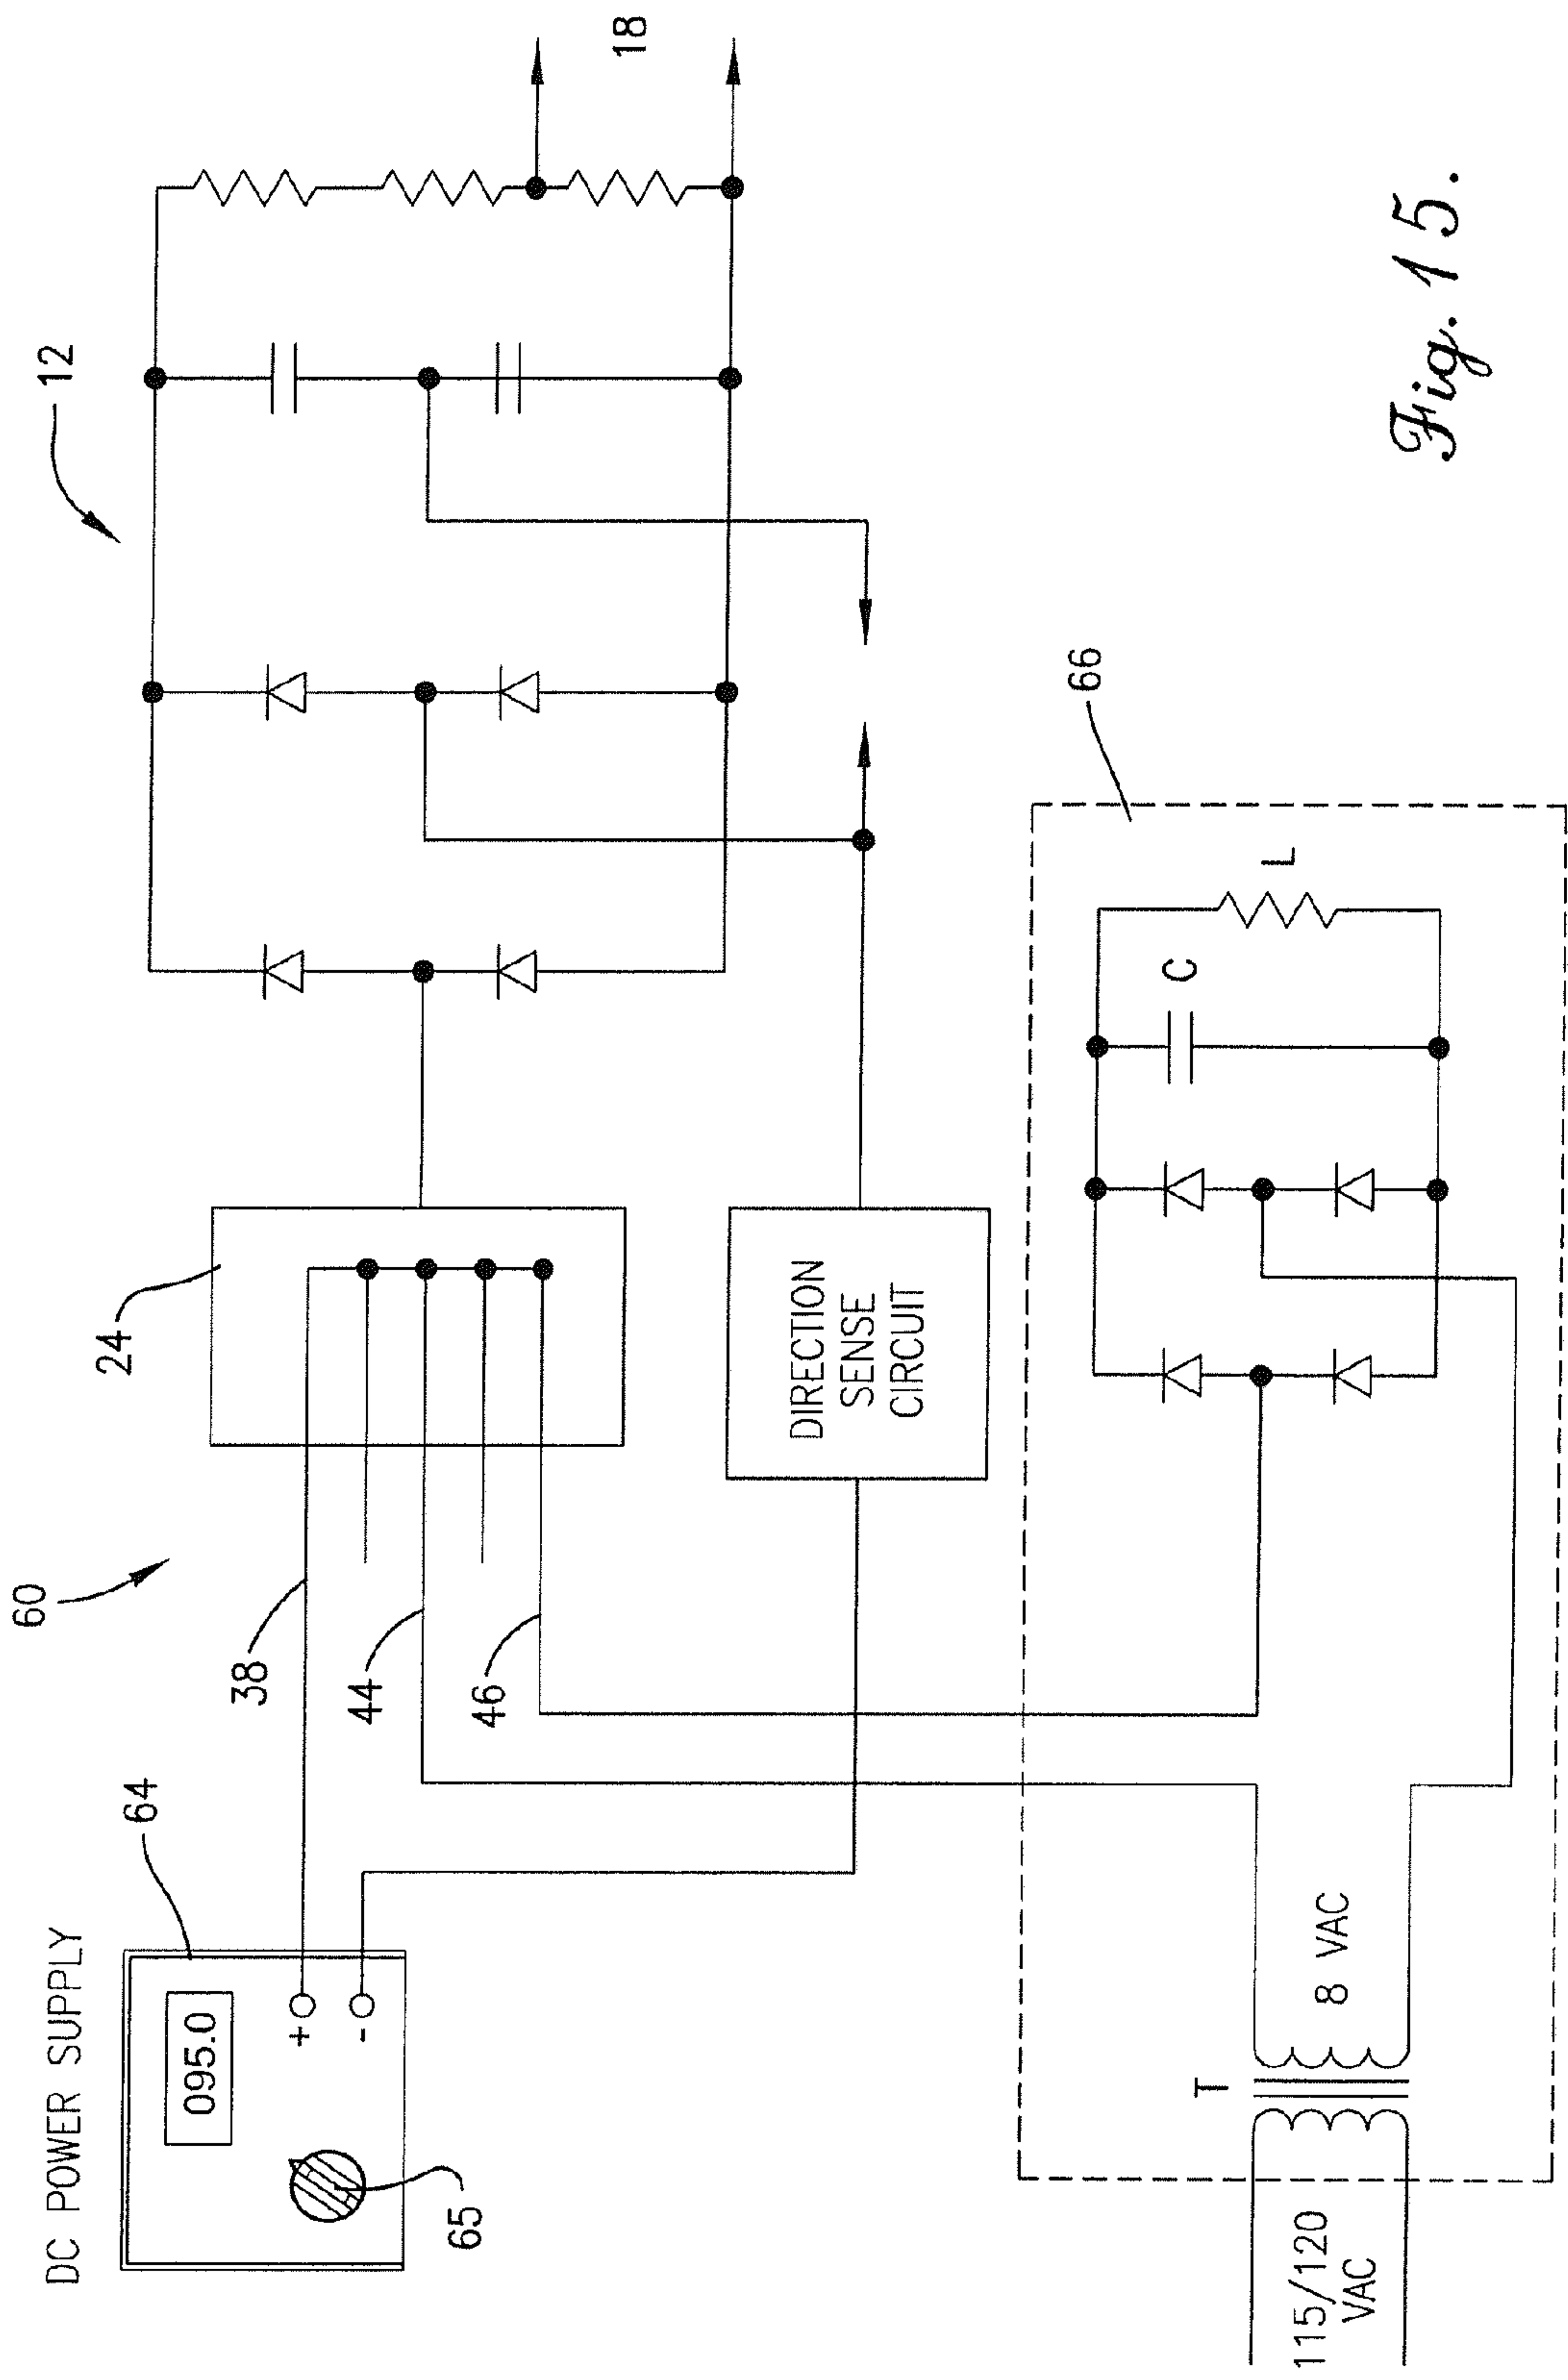 DC POWER SUPPLY
095.0
+
-
65
64
60
38
44
46
24
12
18
DIRECTION
SENSE
CIRCUIT
66
115/120
VAC
T
8 VAC
C
L
Fig. 15.